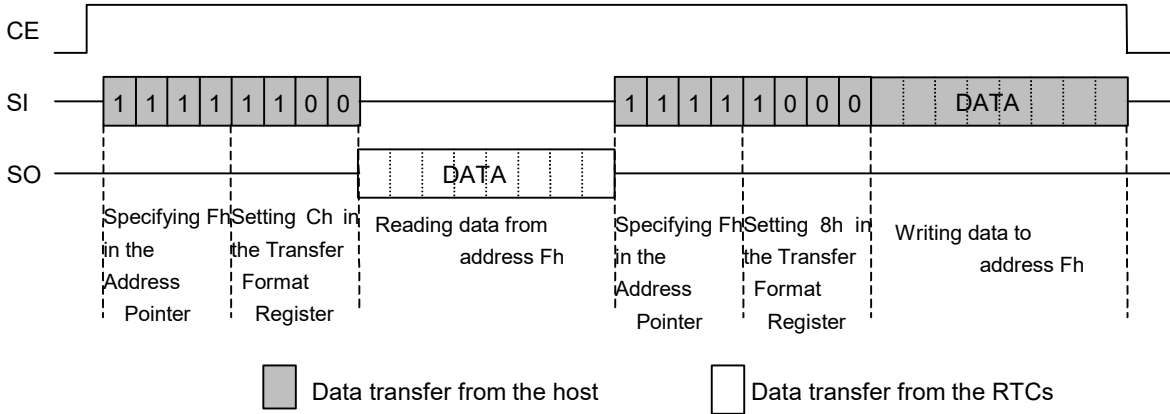 CE
SI 1 1 1 1 1 1 0 0 1 1 1 1 1 0 0 0 DATA
SO DATA
Specifying Fh
in the
Address
Pointer
Setting Ch in
the Transfer
Format
Register
Reading data from
address Fh
Specifying Fh
in the
Address
Pointer
Setting 8h in
the Transfer
Format
Register
Writing data to
address Fh
Data transfer from the host
Data transfer from the RTCs